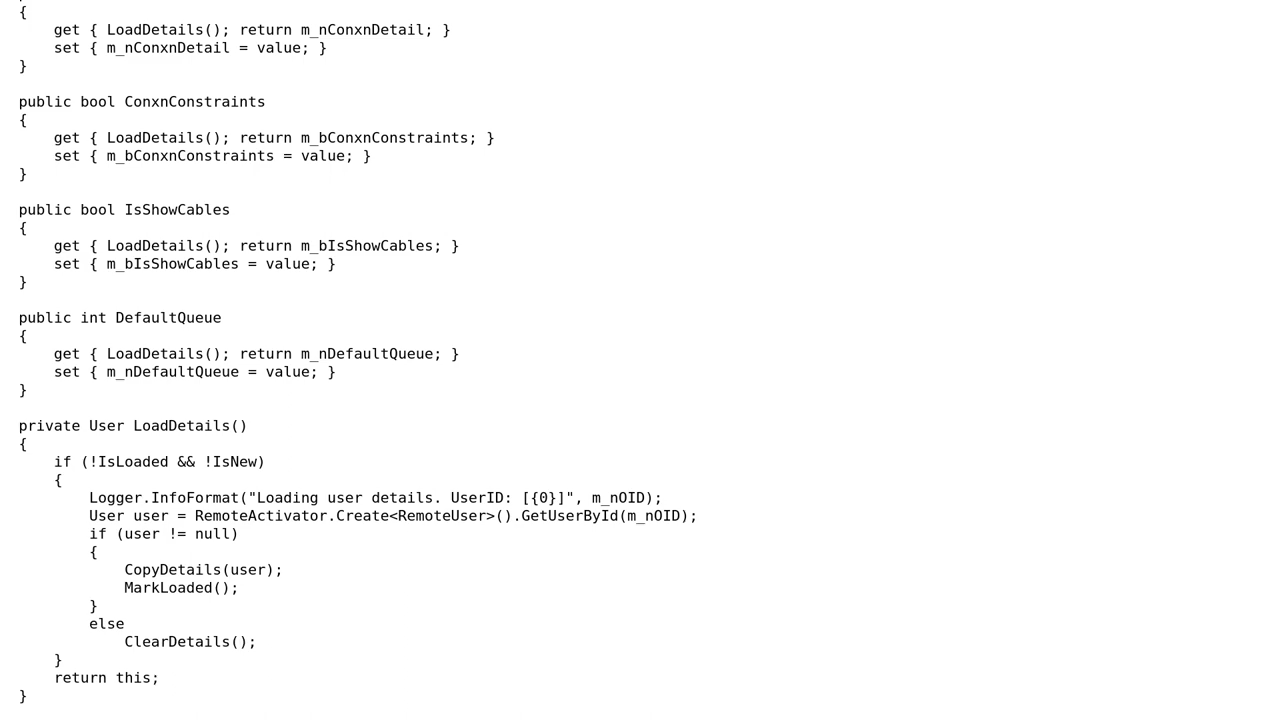 {
    get { LoadDetails(); return m_nConxnDetail; }
    set { m_nConxnDetail = value; }
}

public bool ConxnConstraints
{
    get { LoadDetails(); return m_bConxnConstraints; }
    set { m_bConxnConstraints = value; }
}

public bool IsShowCables
{
    get { LoadDetails(); return m_bIsShowCables; }
    set { m_bIsShowCables = value; }
}

public int DefaultQueue
{
    get { LoadDetails(); return m_nDefaultQueue; }
    set { m_nDefaultQueue = value; }
}

private User LoadDetails()
{
    if (!IsLoaded && !IsNew)
    {
        Logger.InfoFormat("Loading user details. UserID: [{0}]", m_nOID);
        User user = RemoteActivator.Create<RemoteUser>().GetUserById(m_nOID);
        if (user != null)
        {
            CopyDetails(user);
            MarkLoaded();
        }
        else
            ClearDetails();
    }
    return this;
}